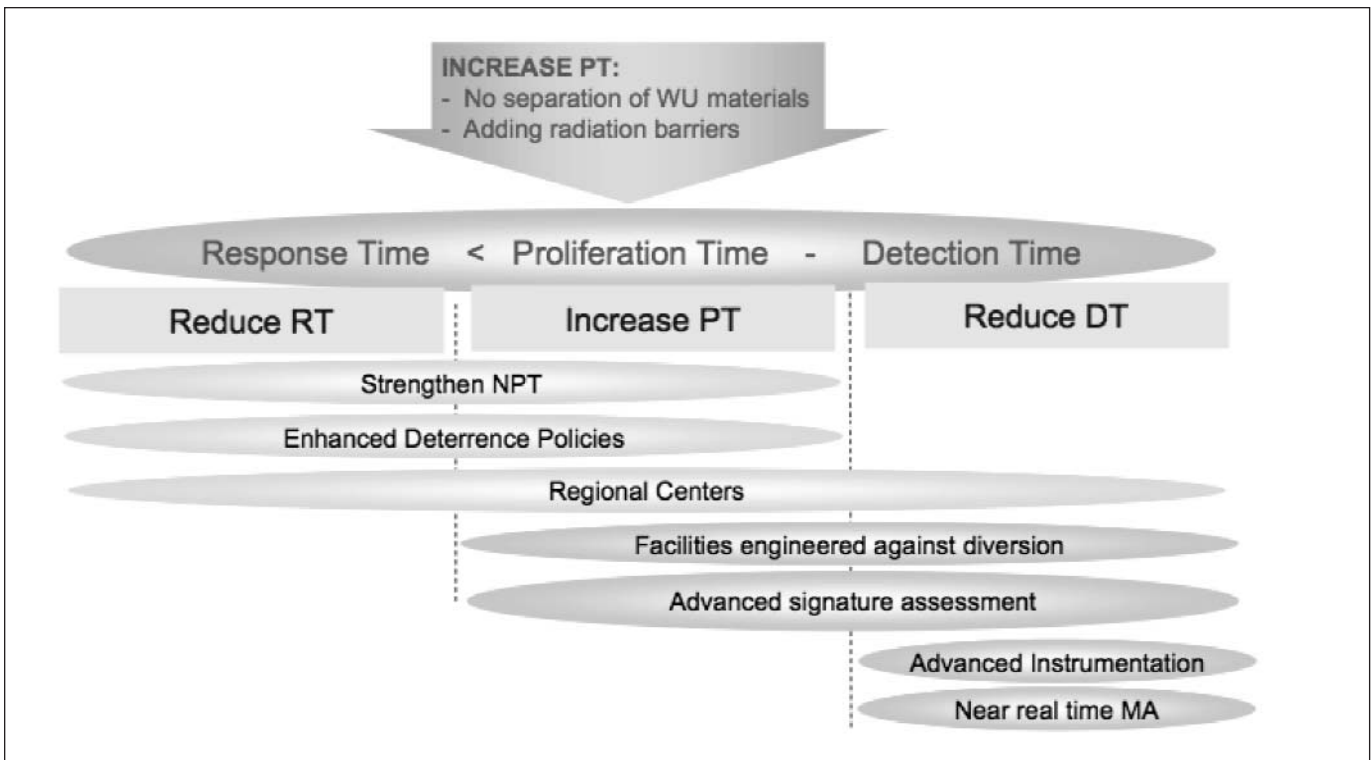 INCREASE PT:
- No separation of WU materials
- Adding radiation barriers
Response Time < Proliferation Time - Detection Time
Reduce RT
Increase PT
Reduce DT
Strengthen NPT
Enhanced Deterrence Policies
Regional Centers
Facilities engineered against diversion
Advanced signature assessment
Advanced Instrumentation
Near real time MA